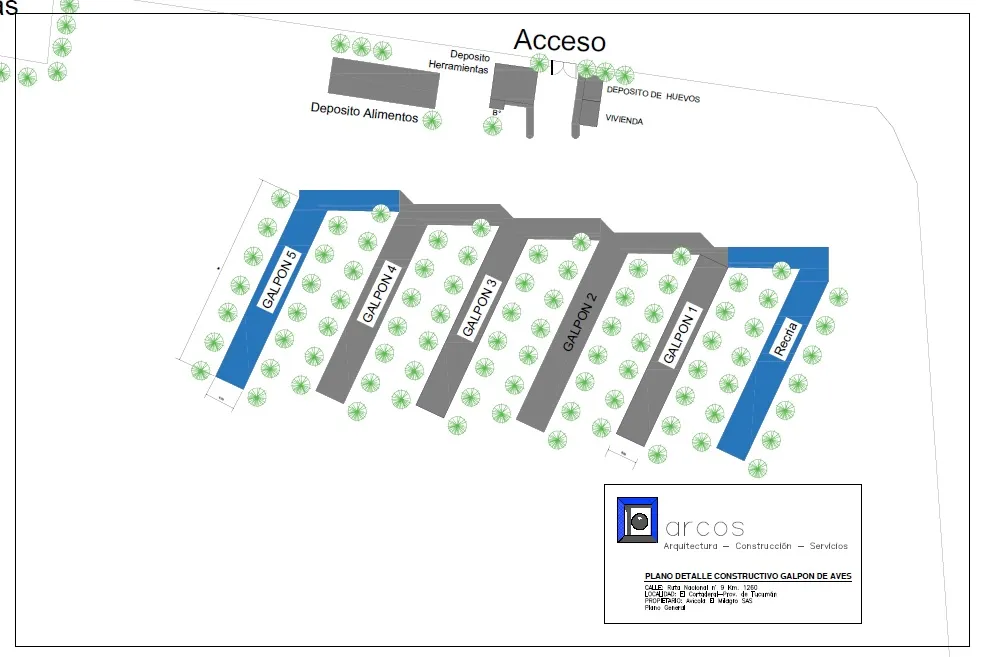 as
Acceso
Deposito
Herramientas
DEPOSITO DE HUEVOS
Deposito Alimentos
B°
VIVIENDA
GALPON 5
GALPON 4
GALPON 3
GALPON 2
GALPON 1
Recria
arcos
Arquitectura – Construcción – Servicios
PLANO DETALLE CONSTRUCTIVO GALPON DE AVES
CALLE: Ruta Nacional n° 9 Km. 1260
LOCALIDAD: El Cortaderal-Prov. de Tucumán
PROPIETARIO: Avicola El Milagro SAS
Plano General